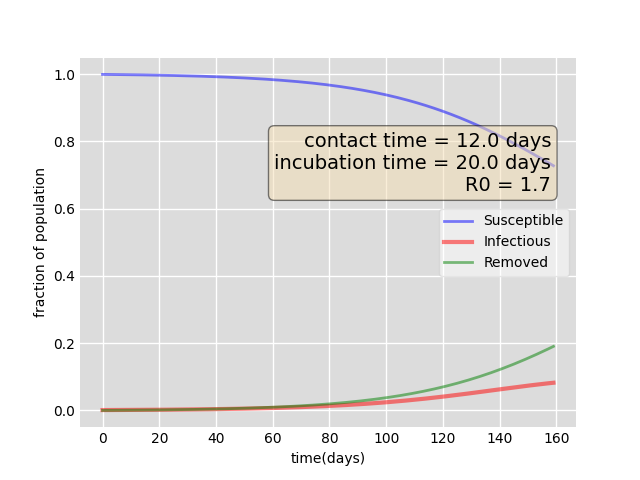 1.0
0.8
0.6
0.4
0.2
0.0
fraction of population
contact time = 12.0 days
incubation time = 20.0 days
R0 = 1.7
Susceptible
Infectious
Removed
0 20 40 60 80 100 120 140 160
time(days)